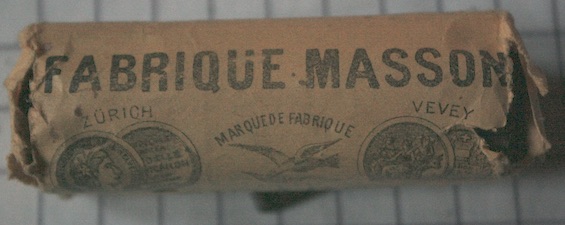 FABRIQUE MASSON
ZÜRICH
VEVEY
MARQUE DE FABRIQUE